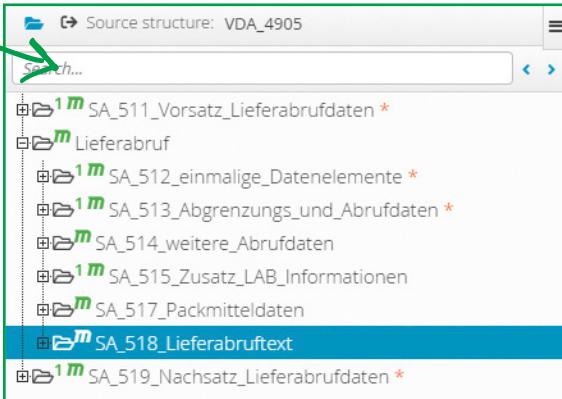 Source structure: VDA_4905
Search...
1 m SA_511_Vorsatz_Lieferabrufdaten *
m Lieferabruf
1 m SA_512_einmalige_Datenelemente *
1 m SA_513_Abgrenzungs_und_Abrufdaten *
m SA_514_weitere_Abrufdaten
1 m SA_515_Zusatz_LAB_Informationen
m SA_517_Packmitteldaten
m SA_518_Lieferabruftext
1 m SA_519_Nachsatz_Lieferabrufdaten *